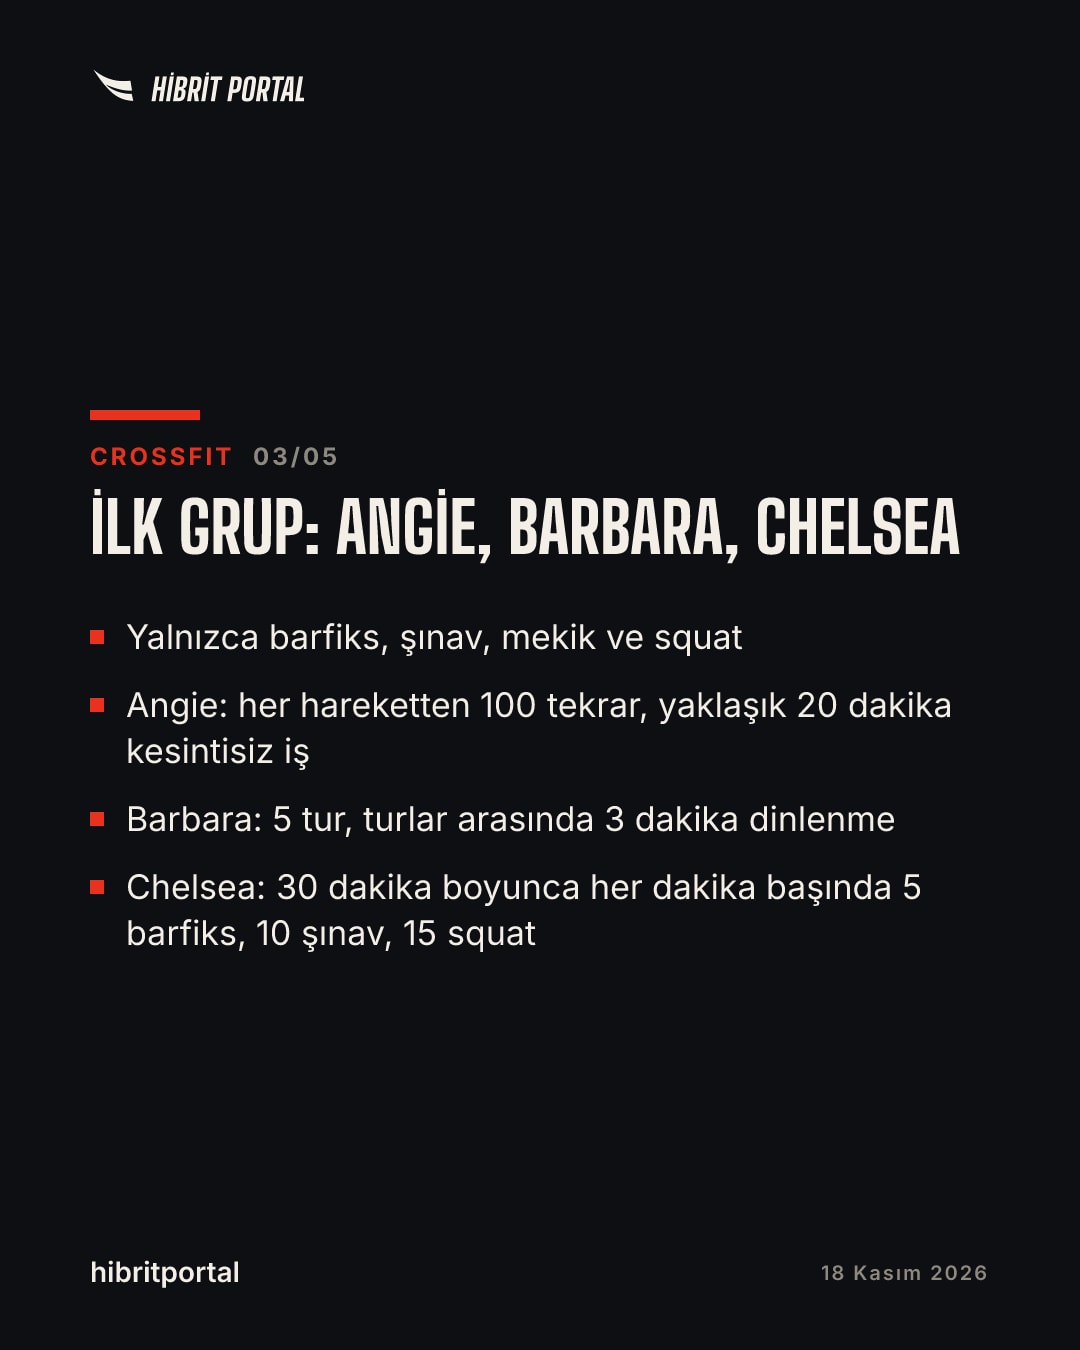 HİBRİT PORTAL
CROSSFIT 03/05
İLK GRUP: ANGİE, BARBARA, CHELSEA
Yalnızca barfiks, şınav, mekik ve squat
Angie: her hareketten 100 tekrar, yaklaşık 20 dakika
kesintisiz iş
Barbara: 5 tur, turlar arasında 3 dakika dinlenme
Chelsea: 30 dakika boyunca her dakika başında 5
barfiks, 10 şınav, 15 squat
hibritportal
18 Kasım 2026